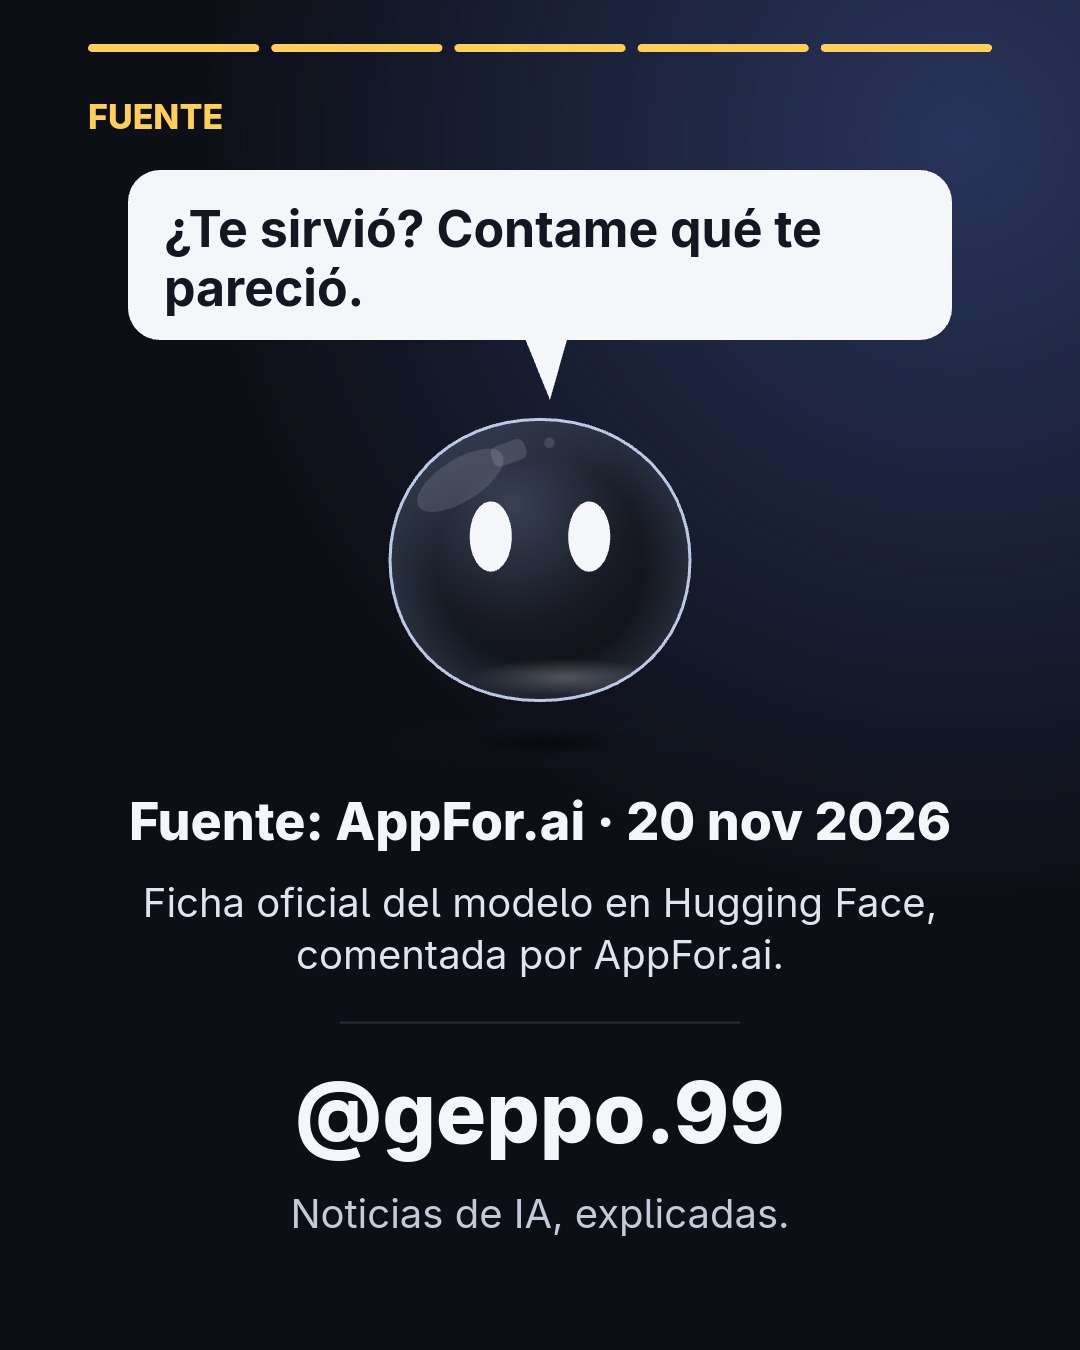 FUENTE
¿Te sirvió? Contame qué te
pareció.
Fuente: AppFor.ai · 20 nov 2026
Ficha oficial del modelo en Hugging Face,
comentada por AppFor.ai.
@geppo.99
Noticias de IA, explicadas.